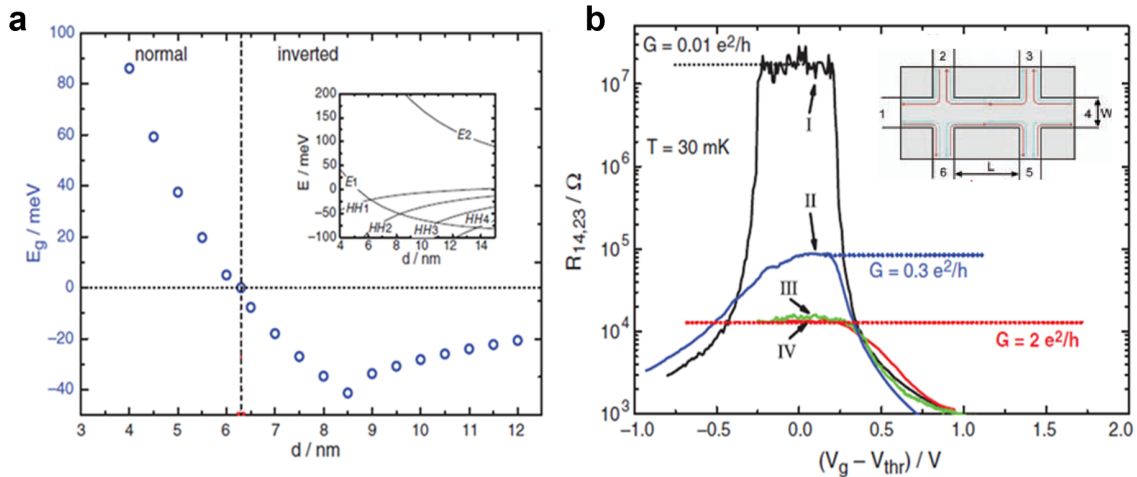 a
normal
inverted
E_g / meV
100
80
60
40
20
0
−20
−40
4
5
6
7
8
9
10
11
12
d / nm
E / meV
200
150
100
50
0
−50
−100
E2
E1
HH1
HH2
HH3
HH4
4
6
8
10
12
14
d / nm
b
G = 0.01 e²/h
T = 30 mK
R_14,23 / Ω
10⁷
10⁶
10⁵
10⁴
10³
I
II
III
IV
G = 0.3 e²/h
G = 2 e²/h
1
2
3
4
W
6
L
5
−1.0
−0.5
0.0
0.5
1.0
1.5
2.0
(V_g − V_thr) / V